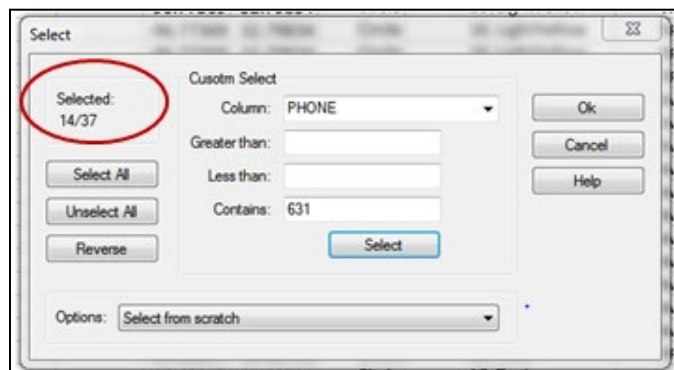 Select
Selected:
14/37
Select All
Unselect All
Reverse
Cusotm Select
Column: PHONE
Greater than:
Less than:
Contains: 631
Select
Ok
Cancel
Help
Options: Select from scratch